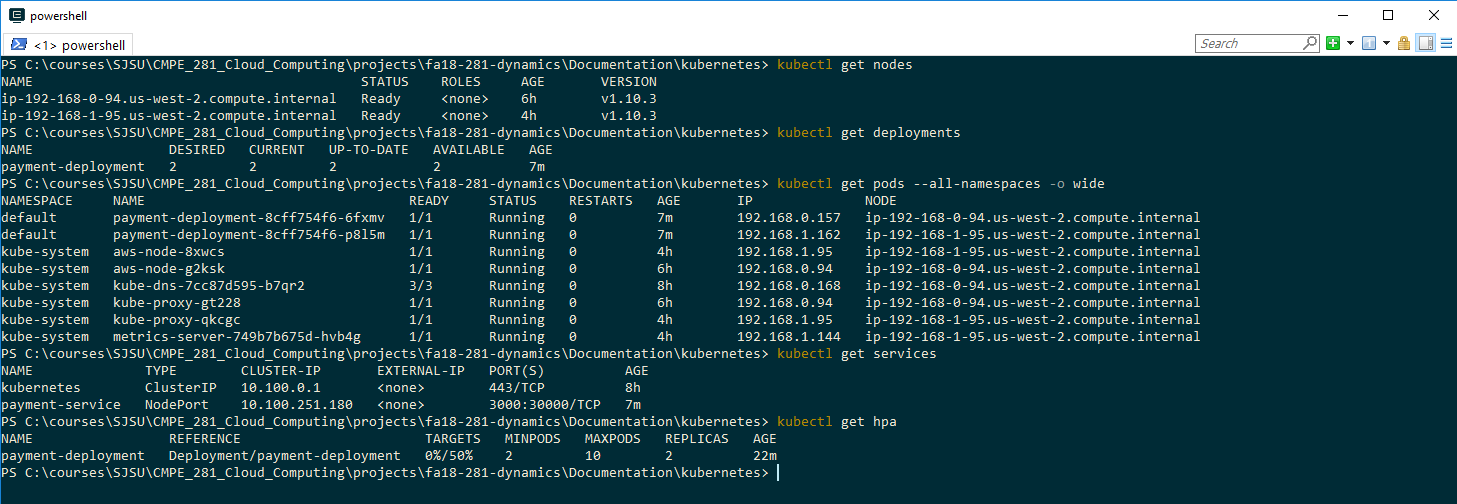 powershell
<1> powershell
Search
PS C:\courses\SJSU\CMPE_281_Cloud_Computing\projects\fa18-281-dynamics\Documentation\kubernetes> kubectl get nodes
NAME STATUS ROLES AGE VERSION
ip-192-168-0-94.us-west-2.compute.internal Ready <none> 6h v1.10.3
ip-192-168-1-95.us-west-2.compute.internal Ready <none> 4h v1.10.3
PS C:\courses\SJSU\CMPE_281_Cloud_Computing\projects\fa18-281-dynamics\Documentation\kubernetes> kubectl get deployments
NAME DESIRED CURRENT UP-TO-DATE AVAILABLE AGE
payment-deployment 2 2 2 2 7m
PS C:\courses\SJSU\CMPE_281_Cloud_Computing\projects\fa18-281-dynamics\Documentation\kubernetes> kubectl get pods --all-namespaces -o wide
NAMESPACE NAME READY STATUS RESTARTS AGE IP NODE
default payment-deployment-8cff754f6-6fxmv 1/1 Running 0 7m 192.168.0.157 ip-192-168-0-94.us-west-2.compute.internal
default payment-deployment-8cff754f6-p8l5m 1/1 Running 0 7m 192.168.1.162 ip-192-168-1-95.us-west-2.compute.internal
kube-system aws-node-8xwcs 1/1 Running 0 4h 192.168.1.95 ip-192-168-1-95.us-west-2.compute.internal
kube-system aws-node-g2ksk 1/1 Running 0 6h 192.168.0.94 ip-192-168-0-94.us-west-2.compute.internal
kube-system kube-dns-7cc87d595-b7qr2 3/3 Running 0 8h 192.168.0.168 ip-192-168-0-94.us-west-2.compute.internal
kube-system kube-proxy-gt228 1/1 Running 0 6h 192.168.0.94 ip-192-168-0-94.us-west-2.compute.internal
kube-system kube-proxy-qkcgc 1/1 Running 0 4h 192.168.1.95 ip-192-168-1-95.us-west-2.compute.internal
kube-system metrics-server-749b7b675d-hvb4g 1/1 Running 0 4h 192.168.1.144 ip-192-168-1-95.us-west-2.compute.internal
PS C:\courses\SJSU\CMPE_281_Cloud_Computing\projects\fa18-281-dynamics\Documentation\kubernetes> kubectl get services
NAME TYPE CLUSTER-IP EXTERNAL-IP PORT(S) AGE
kubernetes ClusterIP 10.100.0.1 <none> 443/TCP 8h
payment-service NodePort 10.100.251.180 <none> 3000:30000/TCP 7m
PS C:\courses\SJSU\CMPE_281_Cloud_Computing\projects\fa18-281-dynamics\Documentation\kubernetes> kubectl get hpa
NAME REFERENCE TARGETS MINPODS MAXPODS REPLICAS AGE
payment-deployment Deployment/payment-deployment 0%/50% 2 10 2 22m
PS C:\courses\SJSU\CMPE_281_Cloud_Computing\projects\fa18-281-dynamics\Documentation\kubernetes>